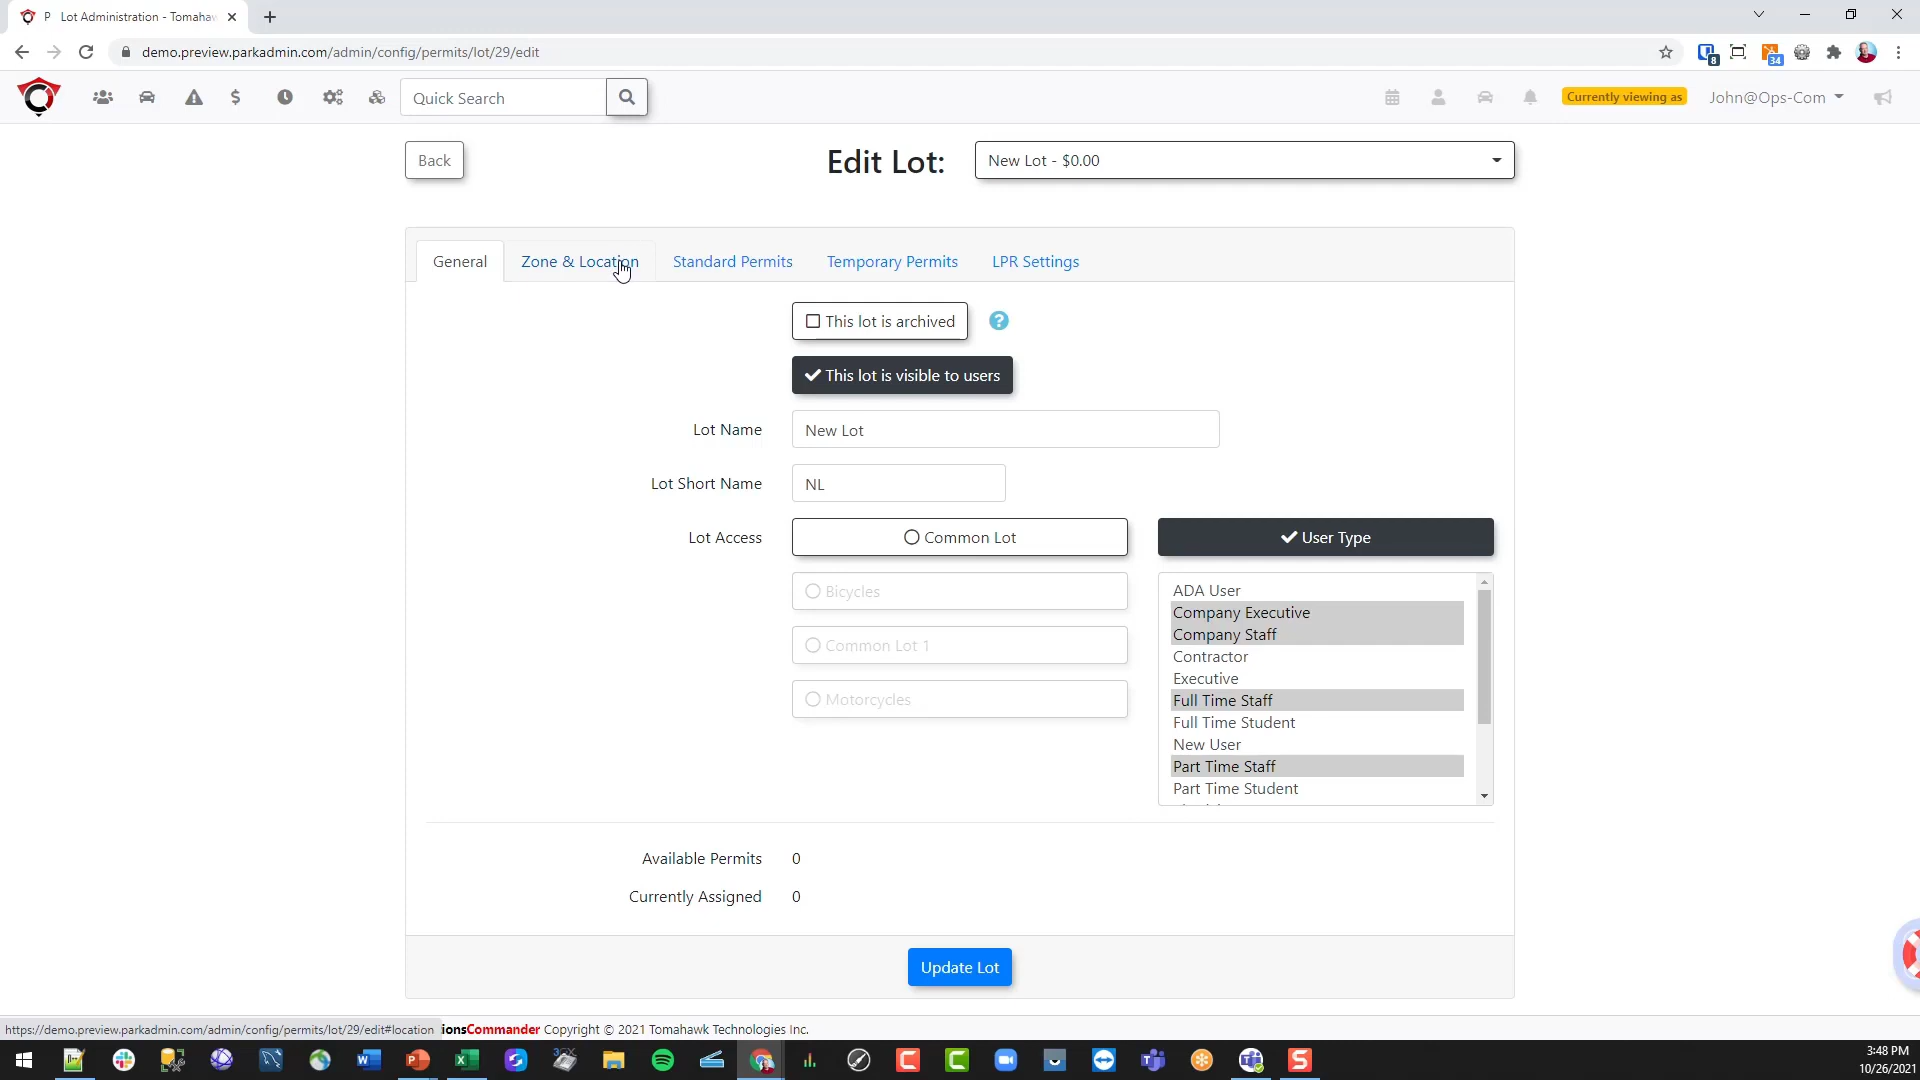 P Lot Administration - Tomahaw
demo.preview.parkadmin.com/admin/config/permits/lot/29/edit
8
34
Quick Search
Currently viewing as
John@Ops-Com
Back
Edit Lot:
New Lot - $0.00
General
Zone & Location
Standard Permits
Temporary Permits
LPR Settings
This lot is archived
?
This lot is visible to users
Lot Name
New Lot
Lot Short Name
NL
Lot Access
Common Lot
User Type
Bicycles
Common Lot 1
Motorcycles
ADA User
Company Executive
Company Staff
Contractor
Executive
Full Time Staff
Full Time Student
New User
Part Time Staff
Part Time Student
Available Permits 0
Currently Assigned 0
Update Lot
https://demo.preview.parkadmin.com/admin/config/permits/lot/29/edit#location
ionsCommander Copyright © 2021 Tomahawk Technologies Inc.
3:48 PM
10/26/2021